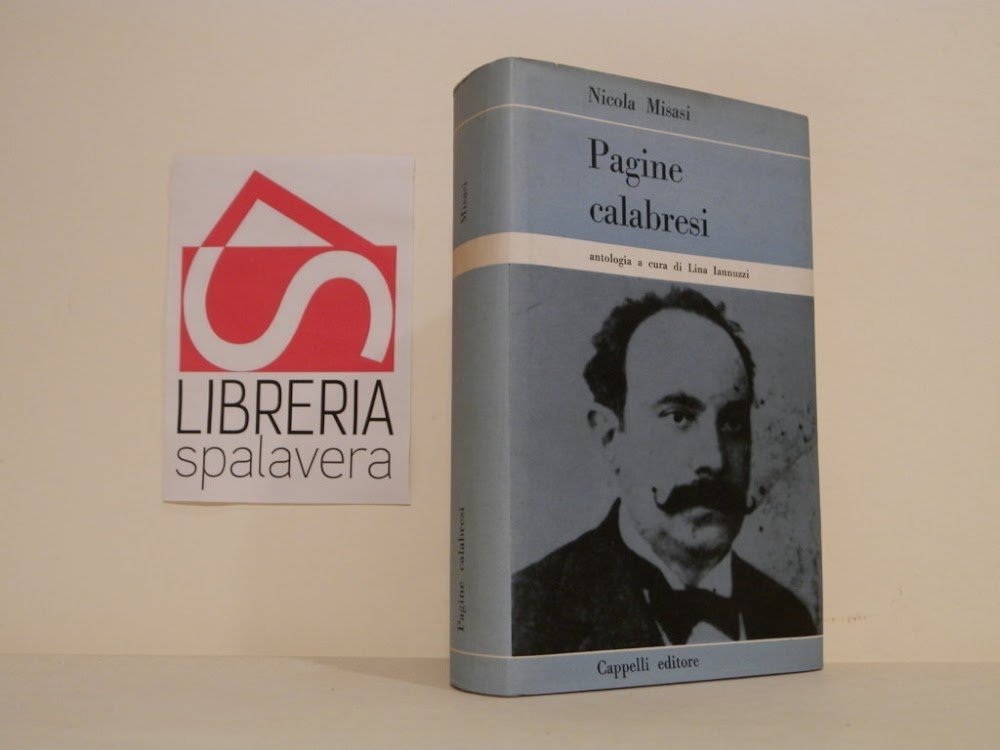 LIBRERIA
spalavera
Misasi
Pagine calabresi
Nicola Misasi
Pagine
calabresi
antologia a cura di Lina Iannuzzi
Cappelli editore